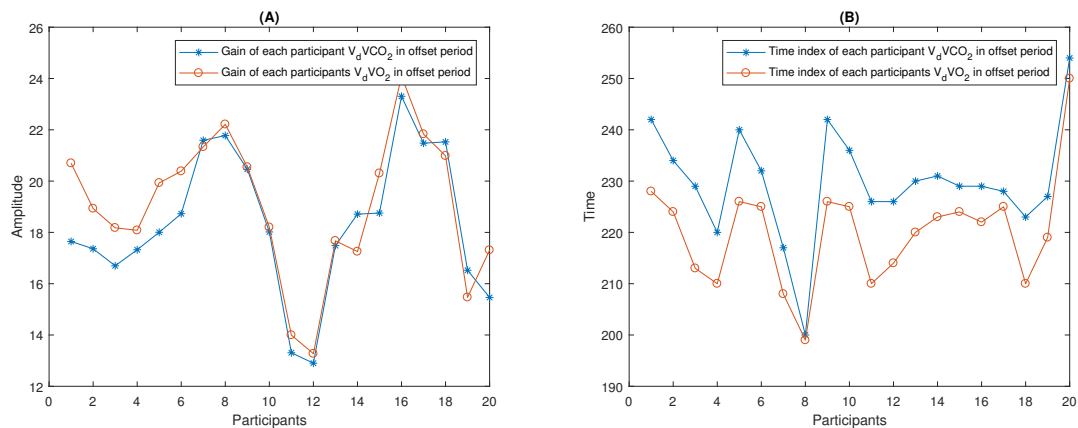 (A)
26
24
22
20
18
16
14
12
Amplitude
Gain of each participant VdVCO2 in offset period
Gain of each participants VdVO2 in offset period
0 2 4 6 8 10 12 14 16 18 20
Participants
(B)
260
250
240
230
220
210
200
190
Time
Time index of each participant VdVCO2 in offset period
Time index of each participants VdVO2 in offset period
0 2 4 6 8 10 12 14 16 18 20
Participants